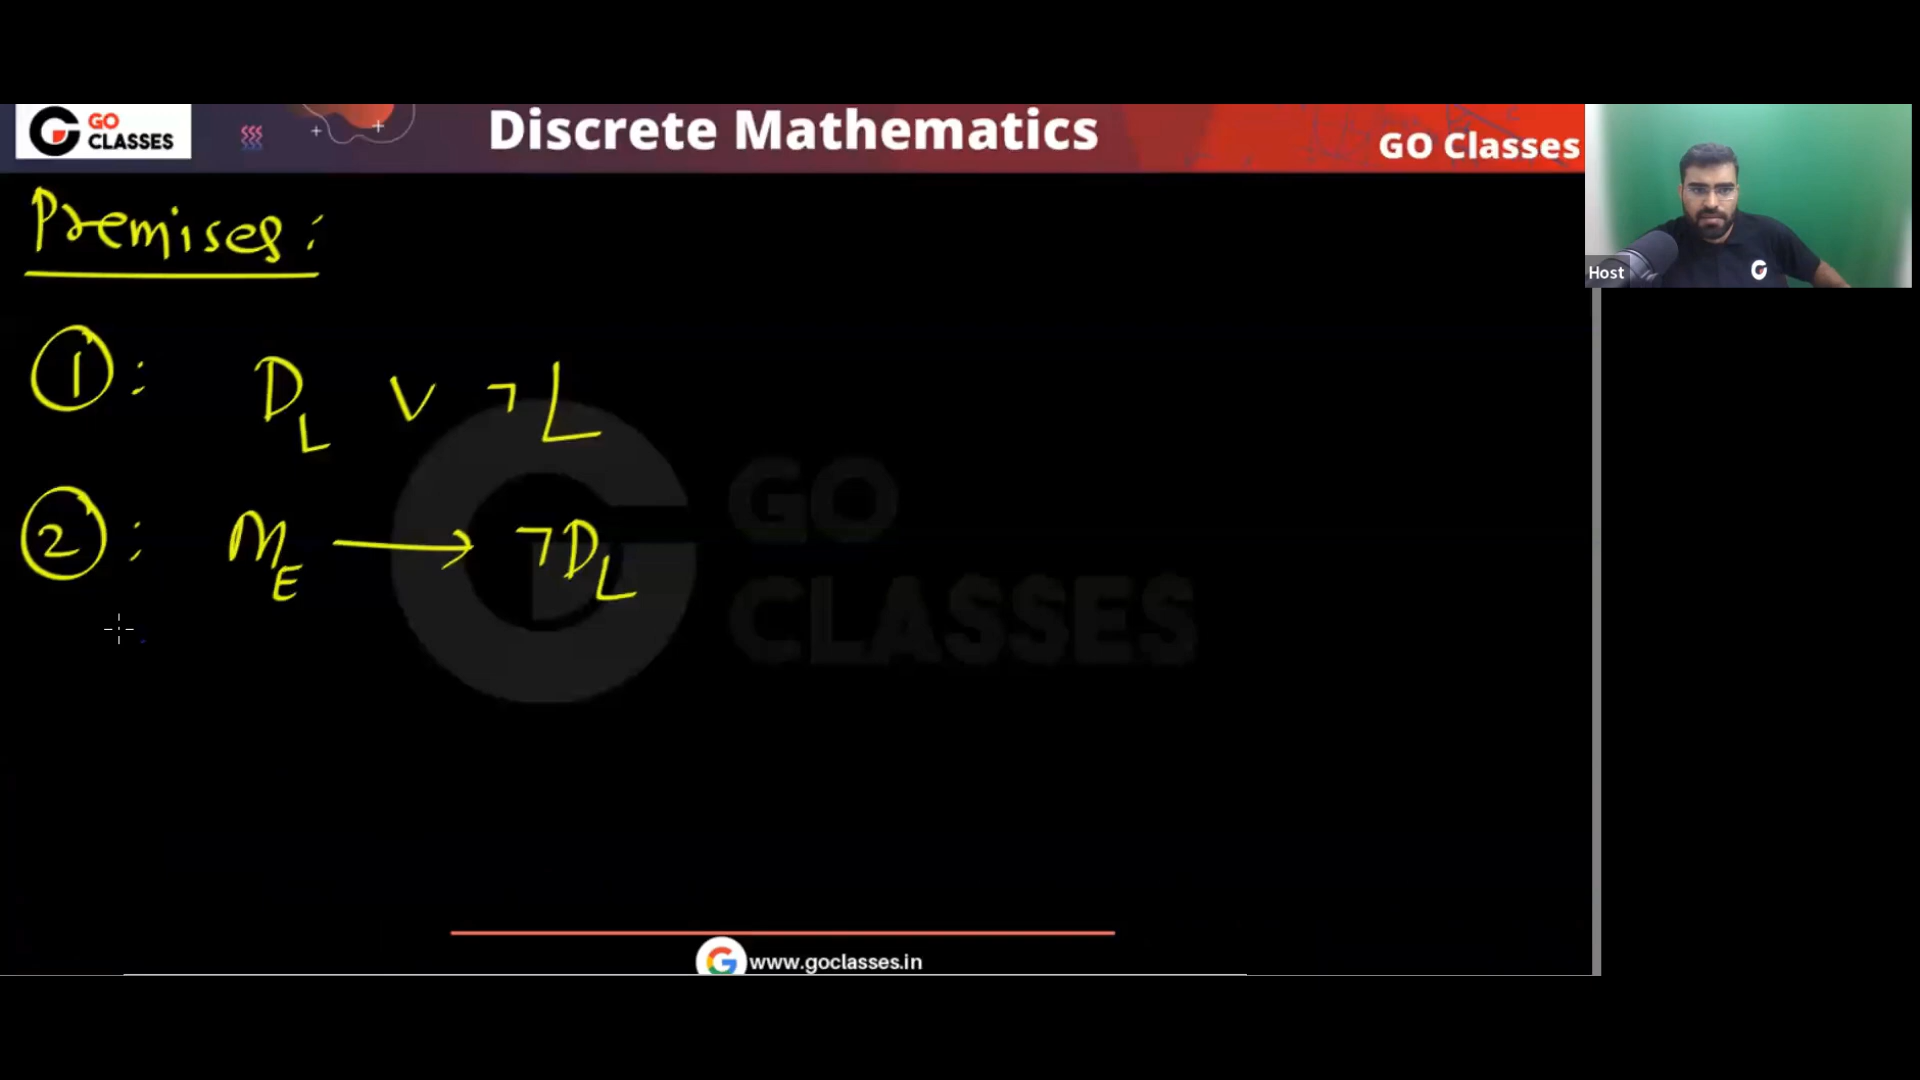 GO
CLASSES
Discrete Mathematics
GO Classes
Host
Premises:
①: D_L ∨ ¬L
②: M_E ⟶ ¬D_L
GO
CLASSES
www.goclasses.in